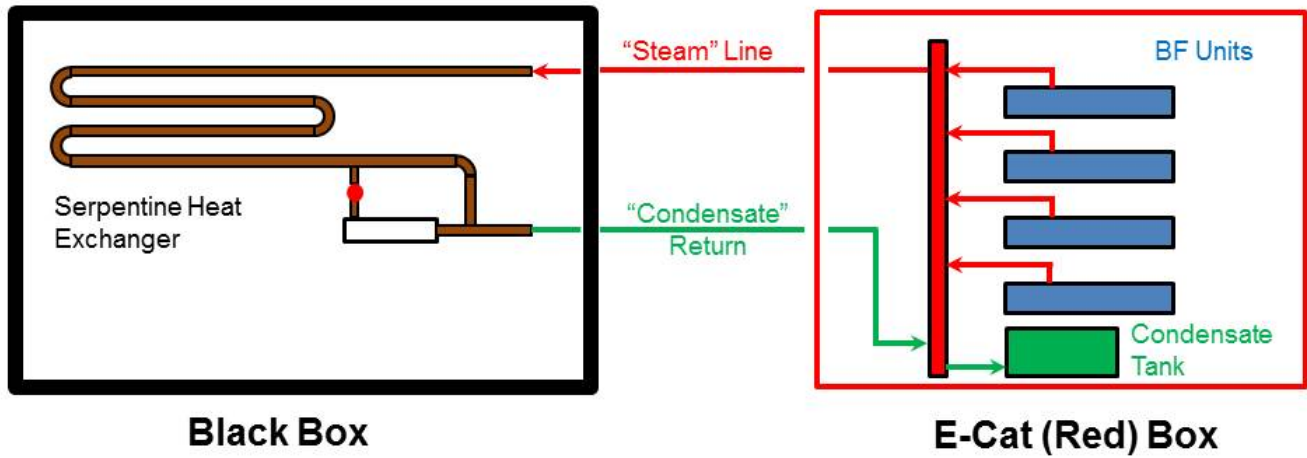 “Steam” Line
BF Units
Serpentine Heat
Exchanger
“Condensate”
Return
Condensate
Tank
Black Box
E-Cat (Red) Box